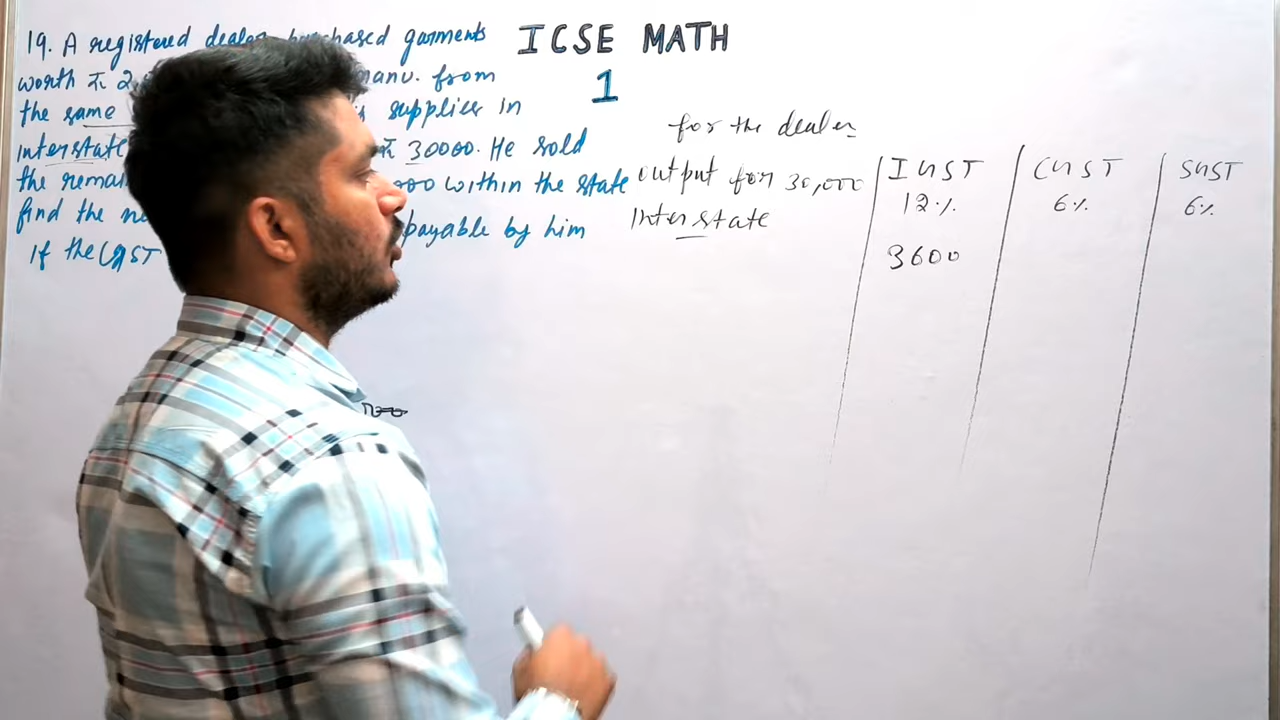 19. A registered dealer purchased garments
worth ₹ 2, manu. from
the same supplier in
interstate ₹ 30000. He sold
the remai 000 within the state
find the payable by him
If the CGST
ICSE MATH
1
for the dealer
output for 30,000
Interstate
IGST CGST SGST
12% 6% 6%
3600